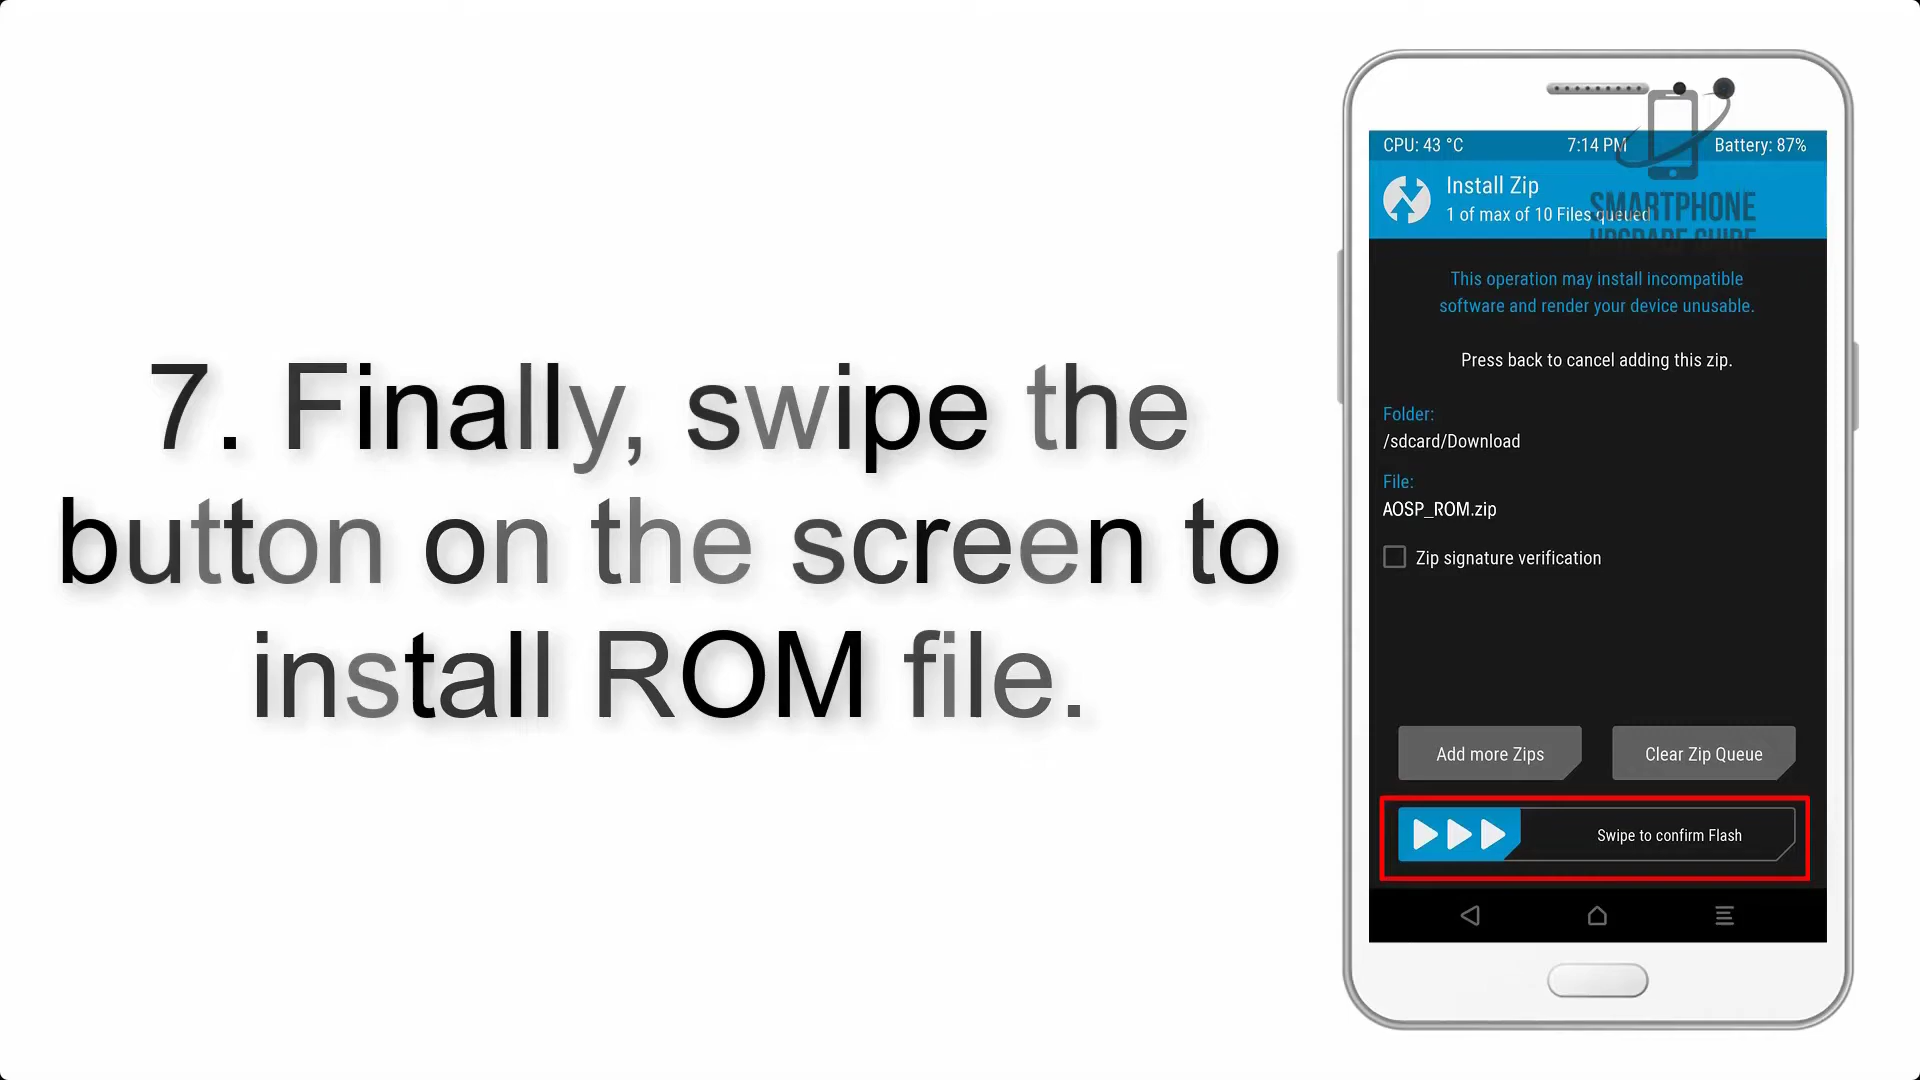 7. Finally, swipe the
button on the screen to
install ROM file.
CPU: 43 °C 7:14 PM Battery: 87%
Install Zip
1 of max of 10 Files queued
SMARTPHONE
UPGRADE GUIDE
This operation may install incompatible
software and render your device unusable.
Press back to cancel adding this zip.
Folder:
/sdcard/Download
File:
AOSP_ROM.zip
Zip signature verification
Add more Zips Clear Zip Queue
Swipe to confirm Flash